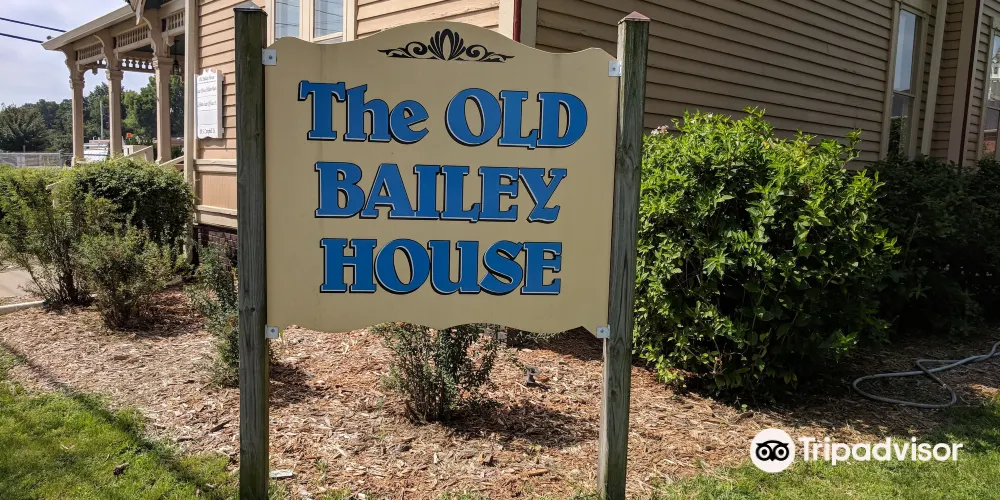 The OLD
BAILEY
HOUSE
Tripadvisor